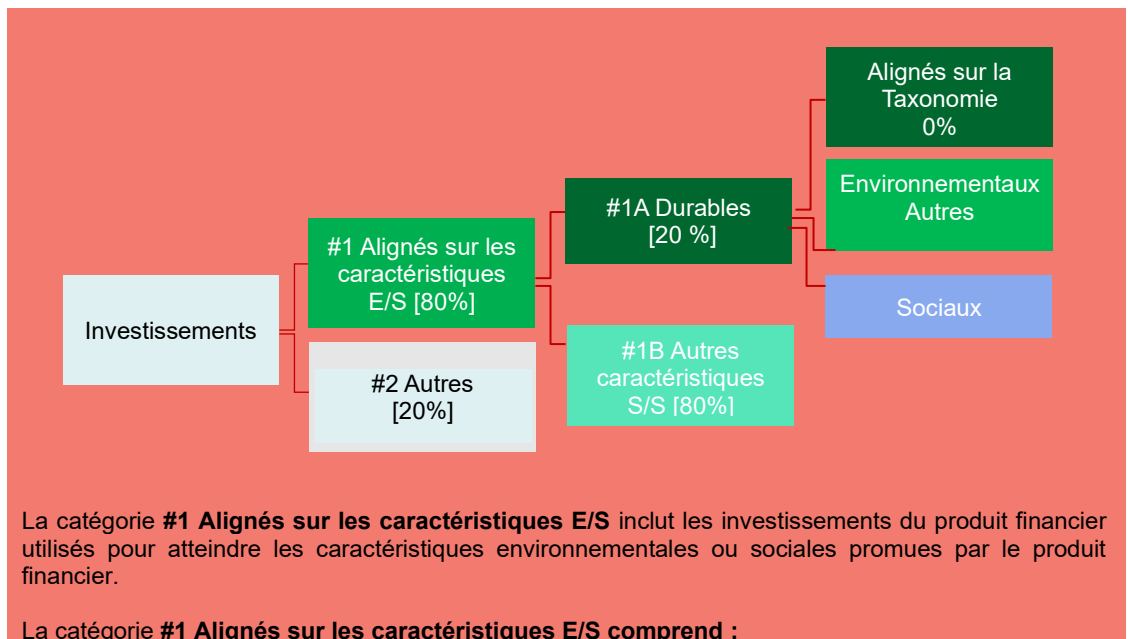 Alignés sur la
Taxonomie
0%
Environnementaux
Autres
#1A Durables
[20 %]
#1 Alignés sur les
caractéristiques
E/S [80%]
Sociaux
Investissements
#1B Autres
caractéristiques
S/S [80%]
#2 Autres
[20%]
La catégorie #1 Alignés sur les caractéristiques E/S inclut les investissements du produit financier
utilisés pour atteindre les caractéristiques environnementales ou sociales promues par le produit
financier.
La catégorie #1 Alignés sur les caractéristiques E/S comprend :